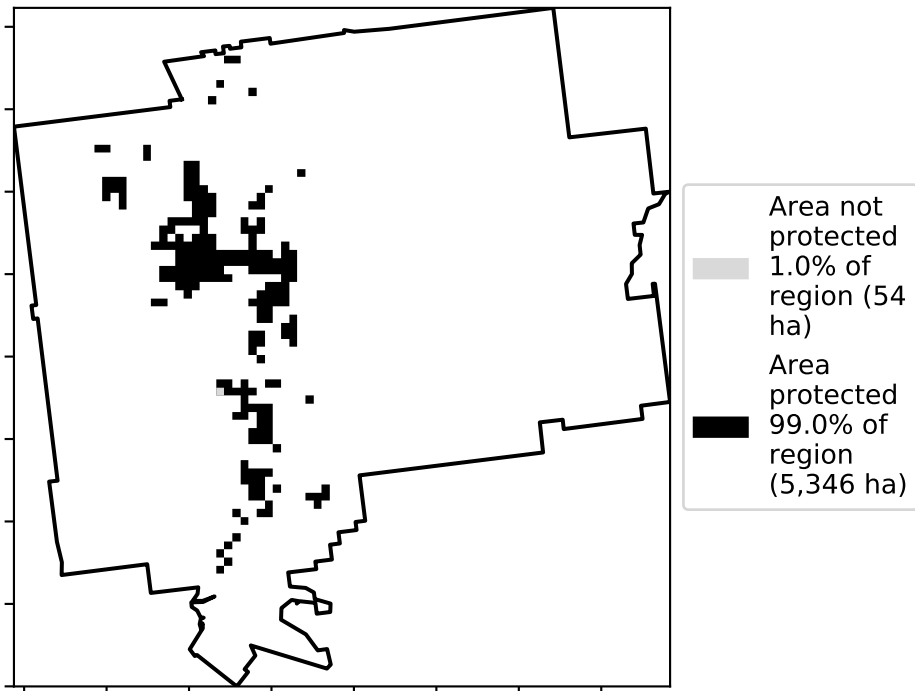 Area not
protected
1.0% of
region (54
ha)
Area
protected
99.0% of
region
(5,346 ha)